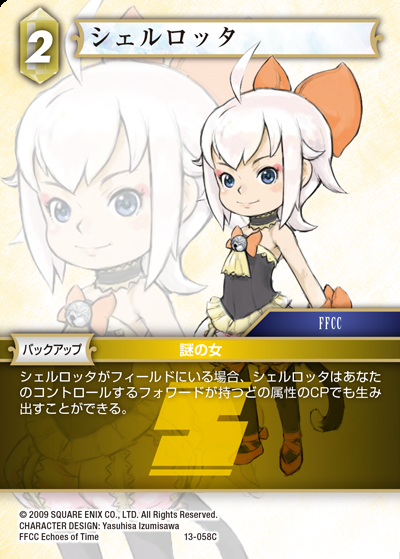 2
シェルロッタ
FFCC
バックアップ
謎の女
シェルロッタがフィールドにいる場合、シェルロッタはあなた
のコントロールするフォワードが持つどの属性のCPでも生み
出すことができる。
© 2009 SQUARE ENIX CO., LTD. All Rights Reserved.
CHARACTER DESIGN: Yasuhisa Izumisawa
FFCC Echoes of Time 13-058C